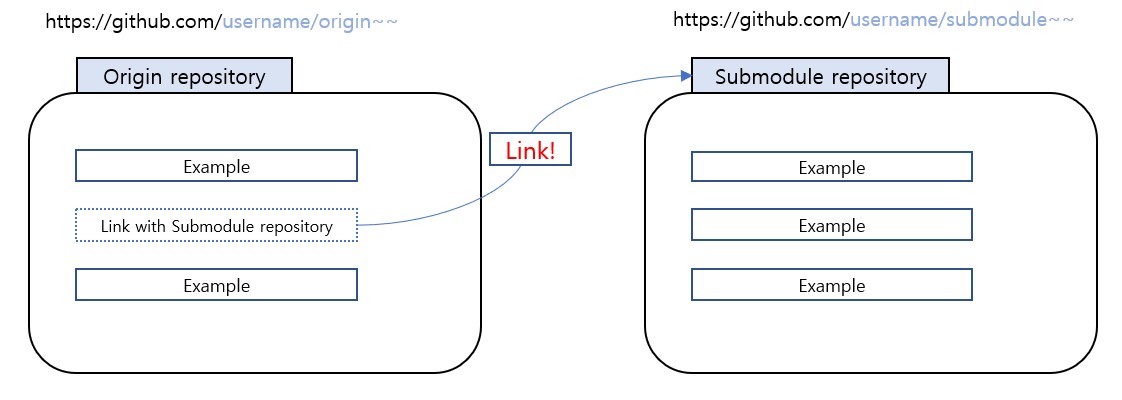 https://github.com/username/origin~~
Origin repository
Example
Link with Submodule repository
Example
Link!
https://github.com/username/submodule~~
Submodule repository
Example
Example
Example